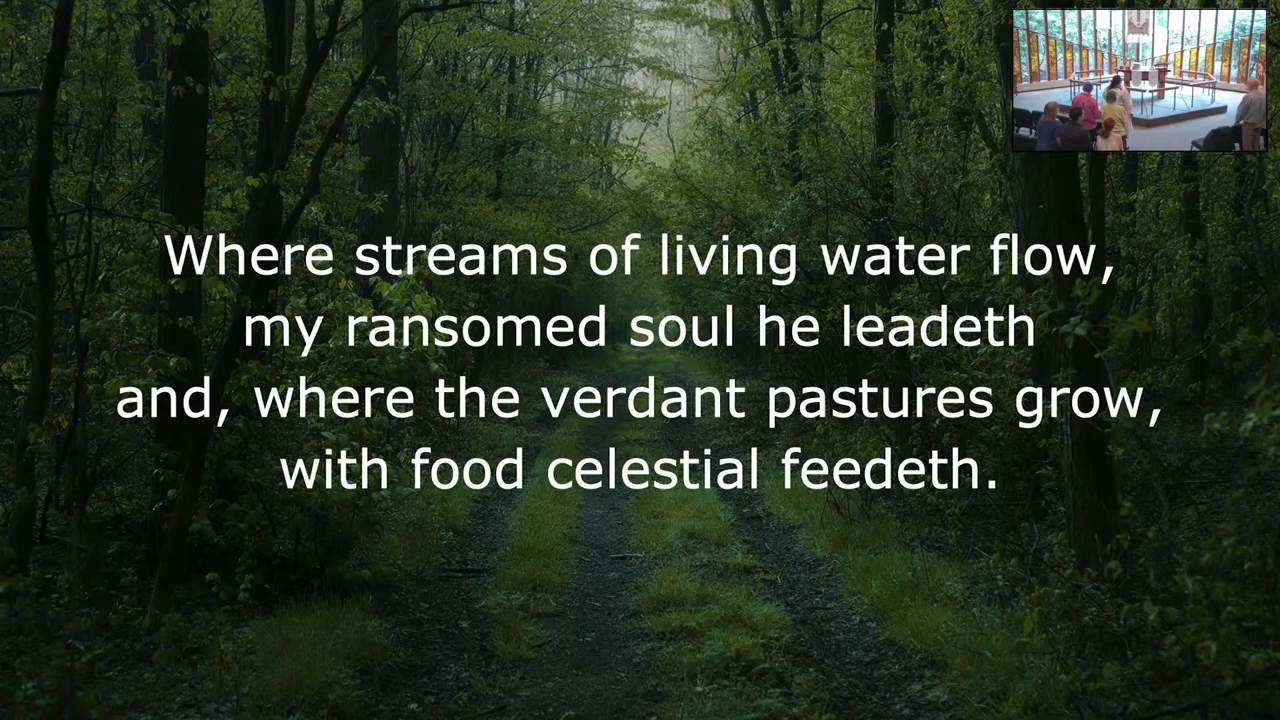 Where streams of living water flow,
my ransomed soul he leadeth
and, where the verdant pastures grow,
with food celestial feedeth.